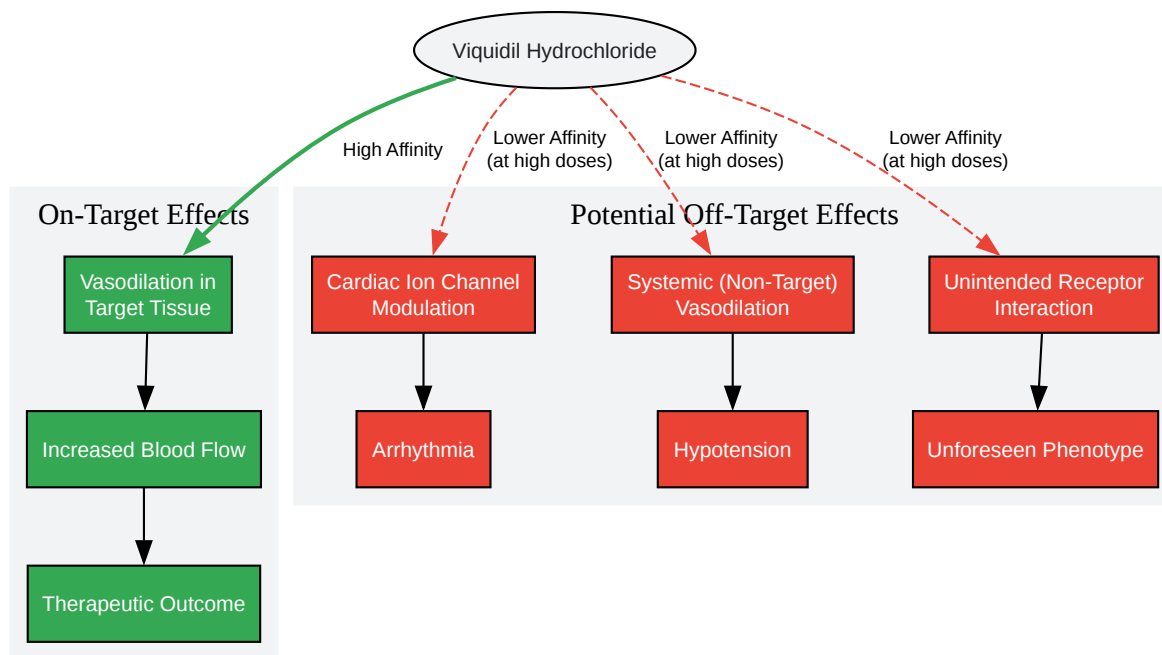 Viquidil Hydrochloride
High Affinity
Lower Affinity
(at high doses)
Lower Affinity
(at high doses)
Lower Affinity
(at high doses)
On-Target Effects
Potential Off-Target Effects
Vasodilation in
Target Tissue
Cardiac Ion Channel
Modulation
Systemic (Non-Target)
Vasodilation
Unintended Receptor
Interaction
Increased Blood Flow
Arrhythmia
Hypotension
Unforeseen Phenotype
Therapeutic Outcome